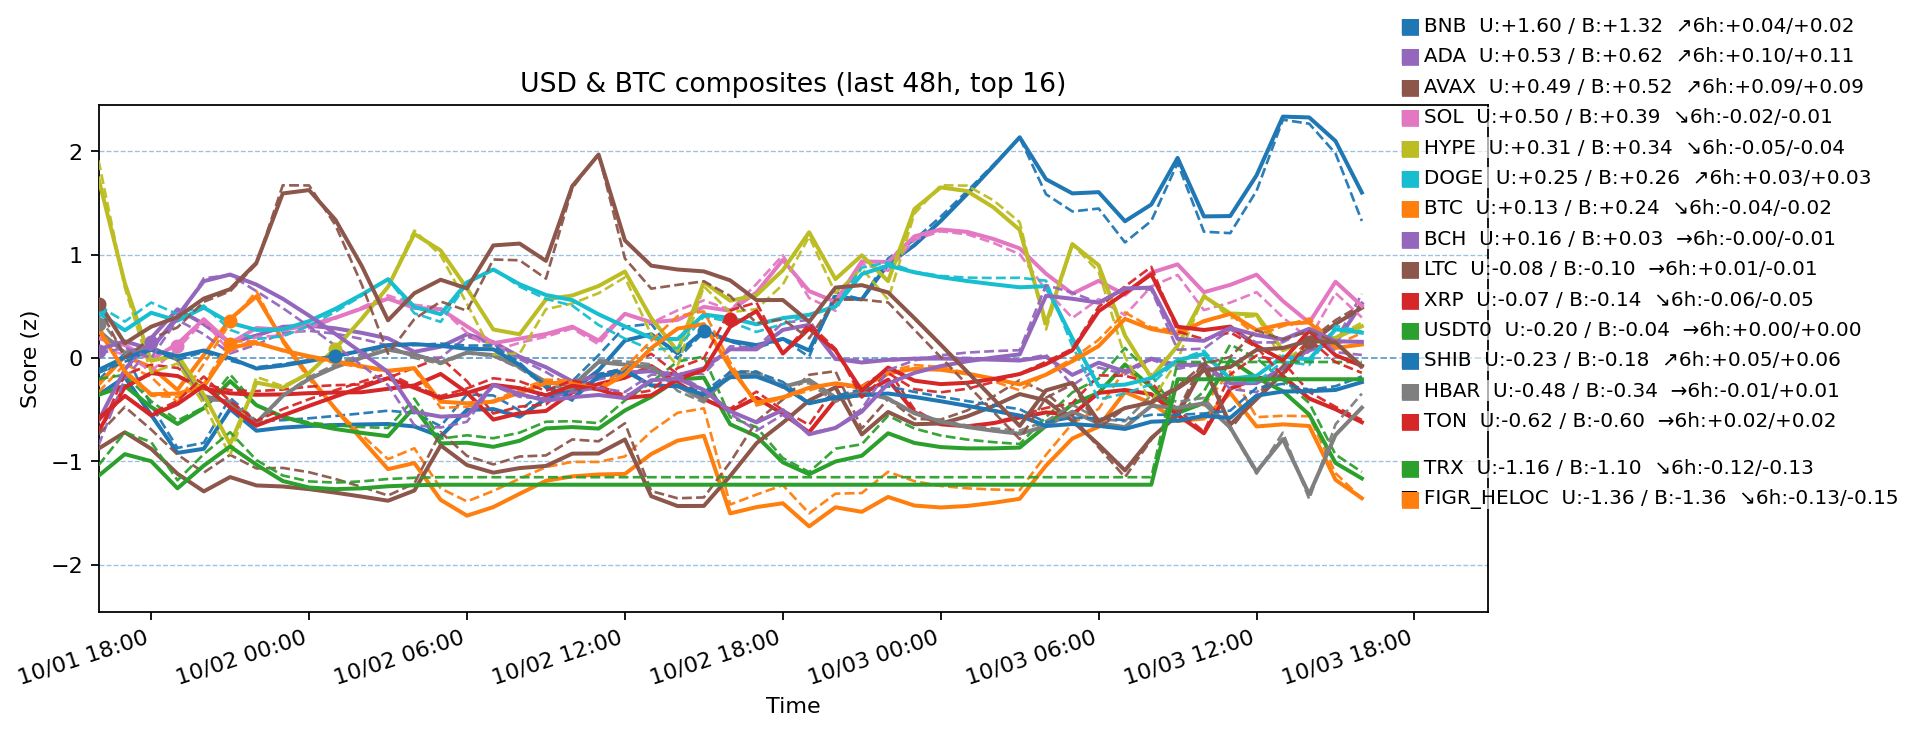 USD & BTC composites (last 48h, top 16)
BNB U:+1.60 / B:+1.32 ↗6h:+0.04/+0.02
ADA U:+0.53 / B:+0.62 ↗6h:+0.10/+0.11
AVAX U:+0.49 / B:+0.52 ↗6h:+0.09/+0.09
SOL U:+0.50 / B:+0.39 ↘6h:-0.02/-0.01
HYPE U:+0.31 / B:+0.34 ↘6h:-0.05/-0.04
DOGE U:+0.25 / B:+0.26 ↗6h:+0.03/+0.03
BTC U:+0.13 / B:+0.24 ↘6h:-0.04/-0.02
BCH U:+0.16 / B:+0.03 →6h:-0.00/-0.01
LTC U:-0.08 / B:-0.10 →6h:+0.01/-0.01
XRP U:-0.07 / B:-0.14 ↘6h:-0.06/-0.05
USDT0 U:-0.20 / B:-0.04 →6h:+0.00/+0.00
SHIB U:-0.23 / B:-0.18 ↗6h:+0.05/+0.06
HBAR U:-0.48 / B:-0.34 →6h:-0.01/+0.01
TON U:-0.62 / B:-0.60 →6h:+0.02/+0.02
TRX U:-1.16 / B:-1.10 ↘6h:-0.12/-0.13
FIGR_HELOC U:-1.36 / B:-1.36 ↘6h:-0.13/-0.15
Score (z)
2
1
0
−1
−2
10/01 18:00
10/02 00:00
10/02 06:00
10/02 12:00
10/02 18:00
10/03 00:00
10/03 06:00
10/03 12:00
10/03 18:00
Time